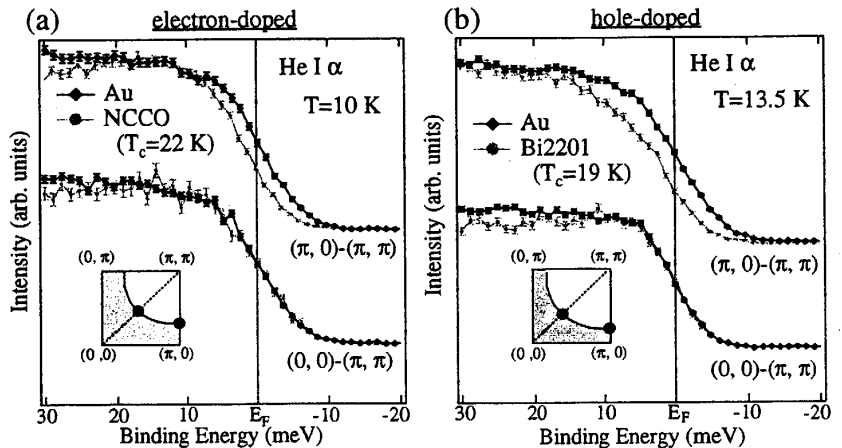 (a) electron-doped
He I α
T=10 K
Au
NCCO
(T_c=22 K)
(π, 0)-(π, π)
(0, π) (π, π)
(0 ,0) (π, 0)
(0, 0)-(π, π)
Intensity (arb. units)
30 20 10 E_F -10 -20
Binding Energy (meV)
(b) hole-doped
He I α
T=13.5 K
Au
Bi2201
(T_c=19 K)
(π, 0)-(π, π)
(0, π) (π, π)
(0 ,0) (π, 0)
(0, 0)-(π, π)
Intensity (arb. units)
30 20 10 E_F -10 -20
Binding Energy (meV)